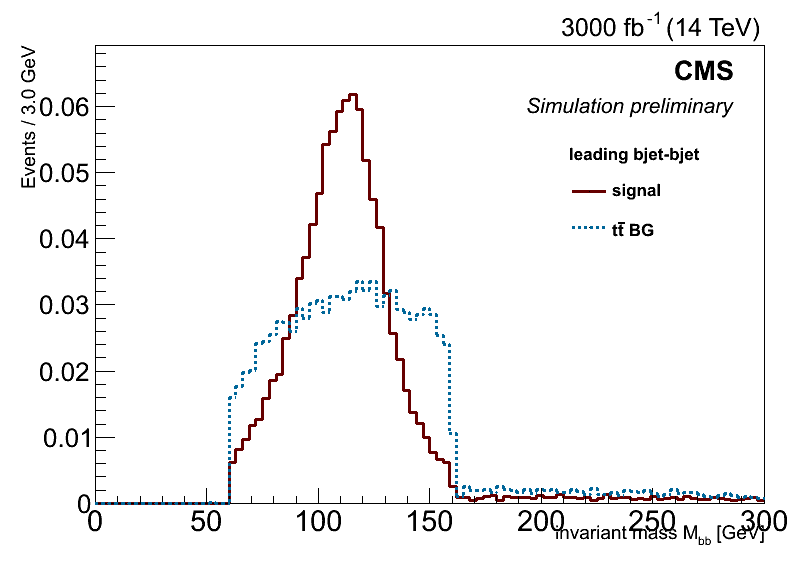 3000 fb⁻¹ (14 TeV)
Events / 3.0 GeV
CMS
Simulation preliminary
leading bjet-bjet
signal
tt̄ BG
0.06
0.05
0.04
0.03
0.02
0.01
0
0 50 100 150 200 250 300
invariant mass M_bb [GeV]